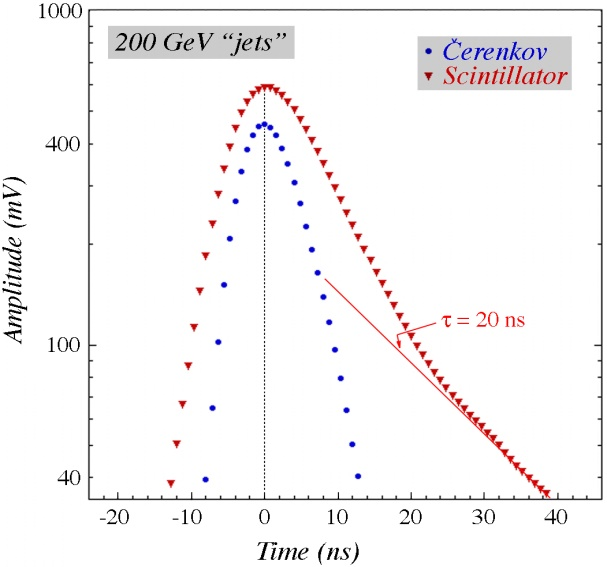 200 GeV “jets”
Čerenkov
Scintillator
Amplitude (mV)
1000
400
100
40
τ = 20 ns
-20 -10 0 10 20 30 40
Time (ns)